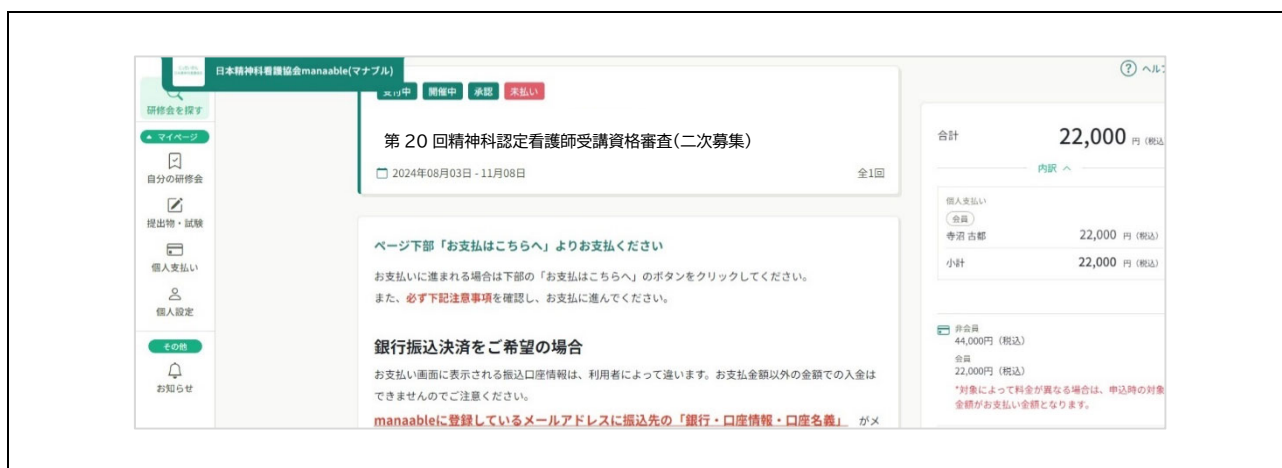 日本精神科看護協会manaable(マナブル)
研修会を探す
マイページ
自分の研修会
提出物・試験
個人支払い
個人設定
その他
お知らせ
受付中 開催中 承認 未払い
第 20 回精神科認定看護師受講資格審査(二次募集)
2024年08月03日 - 11月08日 全1回
ページ下部「お支払はこちらへ」よりお支払ください
お支払いに進まれる場合は下部の「お支払はこちらへ」のボタンをクリックしてください。
また、必ず下記注意事項を確認し、お支払に進んでください。
銀行振込決済をご希望の場合
お支払い画面に表示される振込口座情報は、利用者によって違います。お支払金額以外の金額での入金は
できませんのでご注意ください。
manaableに登録しているメールアドレスに振込先の「銀行・口座情報・口座名義」 がメ
? ヘル
合計 22,000 円 (税込
内訳
個人支払い
会員
寺沼 古都 22,000 円 (税込)
小計 22,000 円 (税込)
非会員
44,000円 (税込)
会員
22,000円 (税込)
*対象によって料金が異なる場合は、申込時の対象
金額がお支払い金額となります。